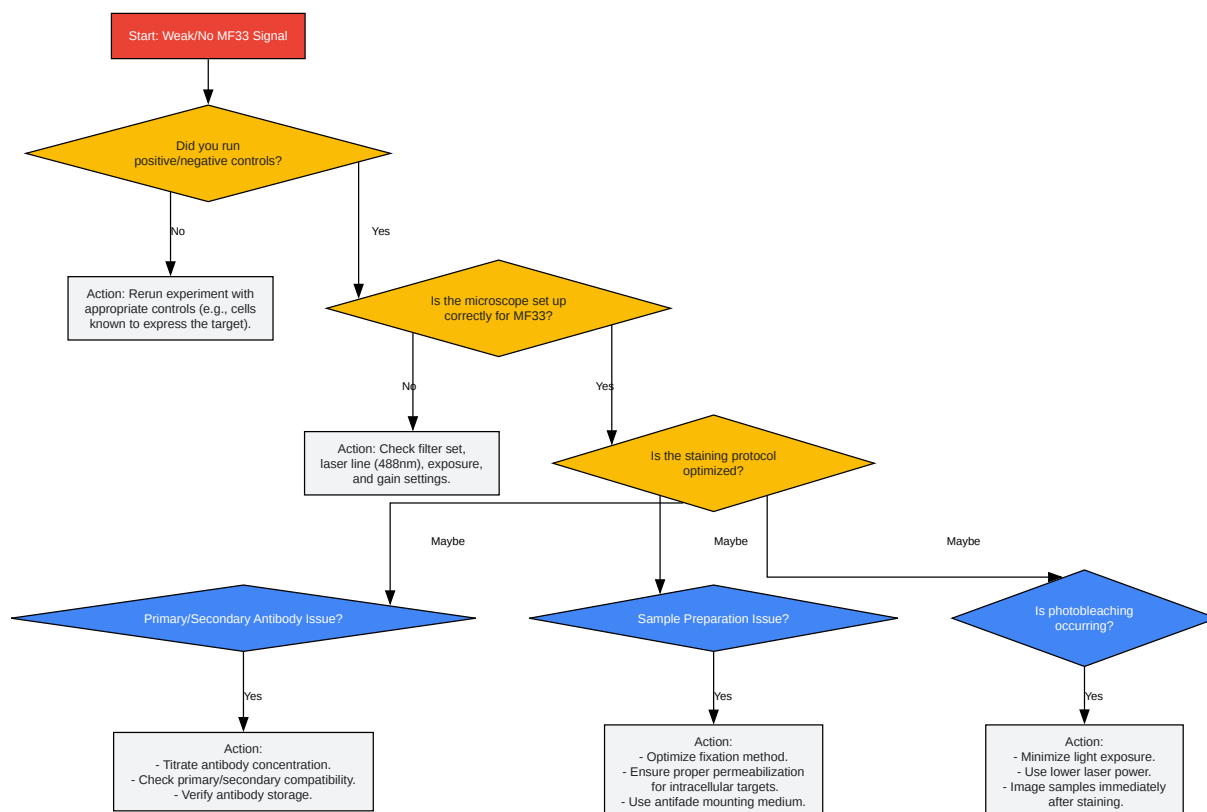 Start: Weak/No MF33 Signal
Did you run
positive/negative controls?
No
Yes
Action: Rerun experiment with
appropriate controls (e.g., cells
known to express the target).
Is the microscope set up
correctly for MF33?
No
Yes
Action: Check filter set,
laser line (488nm), exposure,
and gain settings.
Is the staining protocol
optimized?
Maybe
Maybe
Maybe
Primary/Secondary Antibody Issue?
Sample Preparation Issue?
Is photobleaching
occurring?
Yes
Yes
Yes
Action:
- Titrate antibody concentration.
- Check primary/secondary compatibility.
- Verify antibody storage.
Action:
- Optimize fixation method.
- Ensure proper permeabilization
for intracellular targets.
- Use antifade mounting medium.
Action:
- Minimize light exposure.
- Use lower laser power.
- Image samples immediately
after staining.